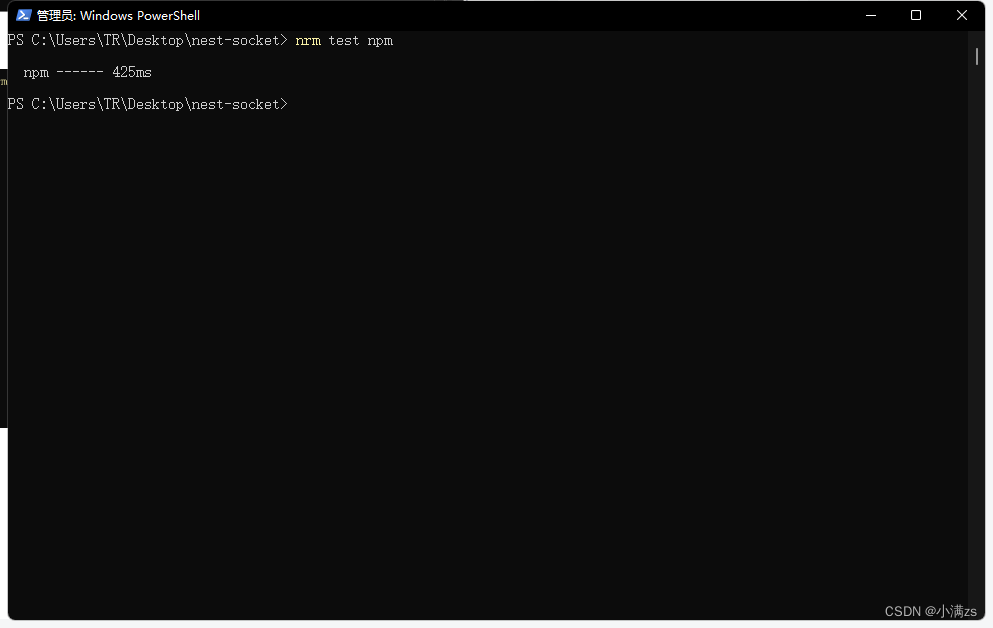 管理员: Windows PowerShell
PS C:\Users\TR\Desktop\nest-socket> nrm test npm
npm ------ 425ms
PS C:\Users\TR\Desktop\nest-socket>
m
CSDN @小满zs